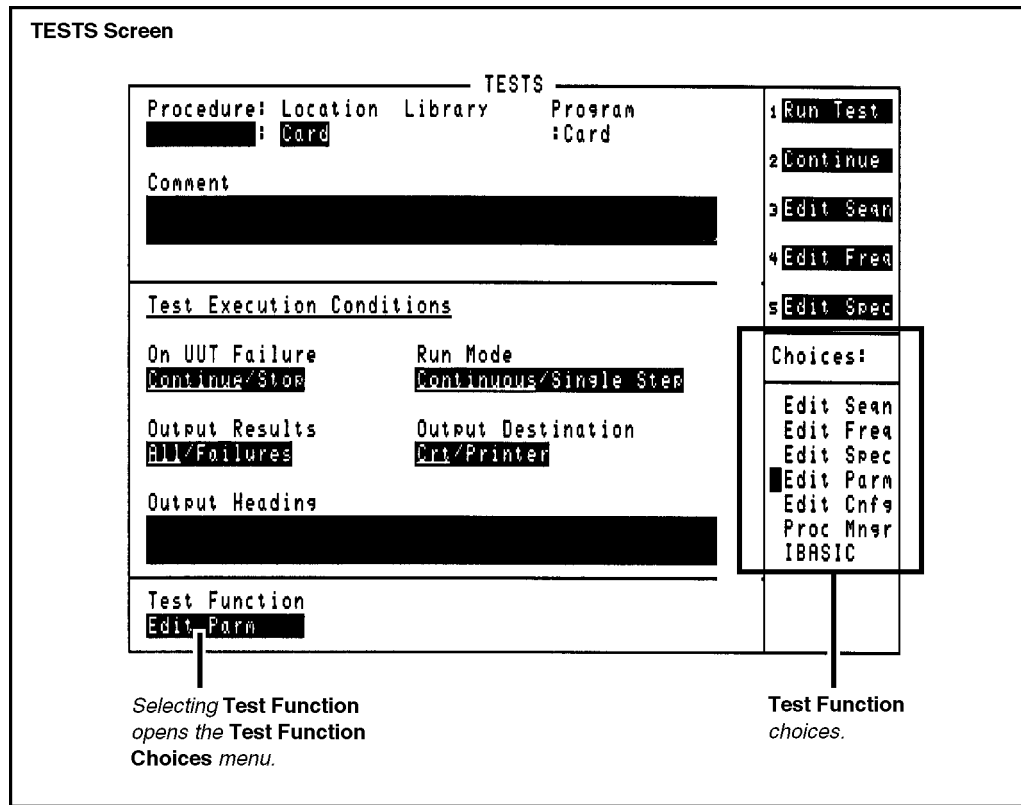 TESTS Screen
TESTS
Procedure: Location Library Program
: Card :Card
Comment
Test Execution Conditions
On UUT Failure Run Mode
Continue/Stop Continuous/Single Step
Output Results Output Destination
All/Failures Crt/Printer
Output Heading
Test Function
Edit Parm
1 Run Test
2 Continue
3 Edit Seqn
4 Edit Freq
5 Edit Spec
Choices:
Edit Seqn
Edit Freq
Edit Spec
Edit Parm
Edit Cnfg
Proc Mngr
IBASIC
Selecting Test Function
opens the Test Function
Choices menu.
Test Function
choices.